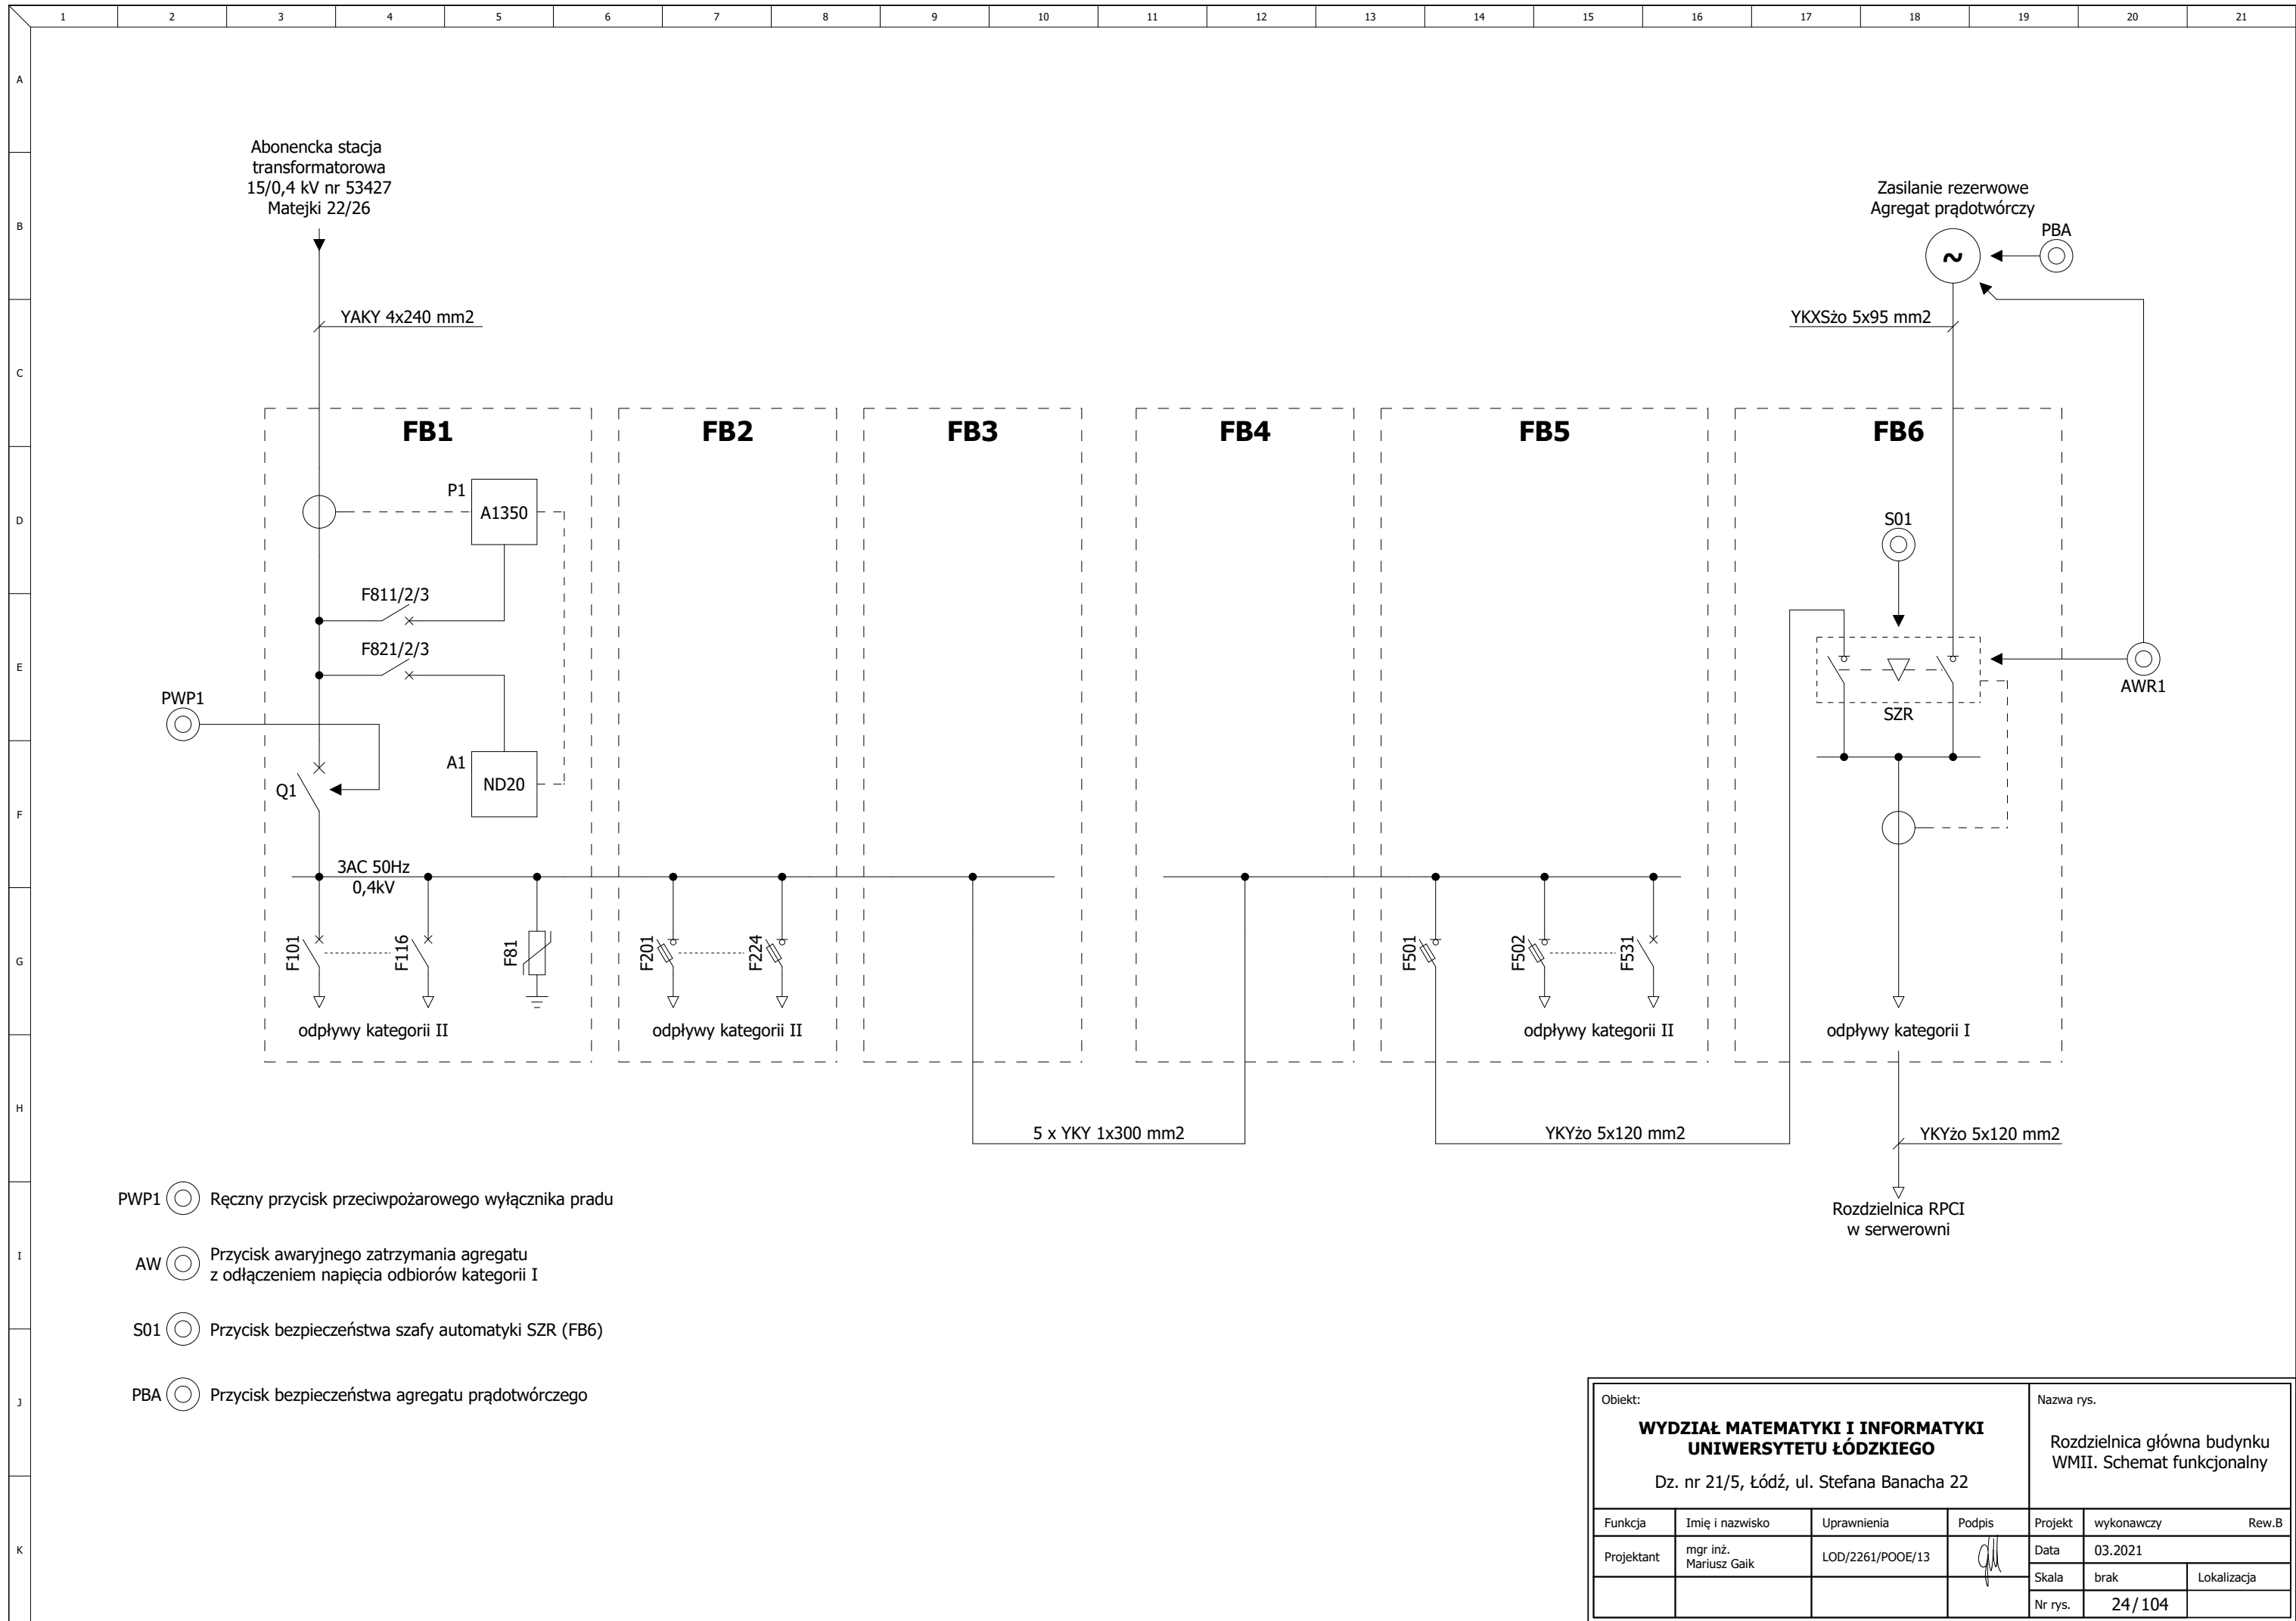 1 2 3 4 5 6 7 8 9 10 11 12 13 14 15 16 17 18 19 20 21
A
B
C
D
E
F
G
H
I
J
K
Abonencka stacja
transformatorowa
15/0,4 kV nr 53427
Matejki 22/26
Zasilanie rezerwowe
Agregat prądotwórczy
PBA
~
YAKY 4x240 mm2
YKXSżo 5x95 mm2
FB1
FB2
FB3
FB4
FB5
FB6
P1
A1350
S01
F811/2/3
F821/2/3
PWP1
AWR1
SZR
A1
ND20
Q1
3AC 50Hz
0,4kV
F101
F116
F81
F201
F224
F501
F502
F531
odpływy kategorii II
odpływy kategorii II
odpływy kategorii II
odpływy kategorii I
5 x YKY 1x300 mm2
YKYżo 5x120 mm2
YKYżo 5x120 mm2
Rozdzielnica RPCI
w serwerowni
PWP1 Ręczny przycisk przeciwpożarowego wyłącznika pradu
AW Przycisk awaryjnego zatrzymania agregatu
z odłączeniem napięcia odbiorów kategorii I
S01 Przycisk bezpieczeństwa szafy automatyki SZR (FB6)
PBA Przycisk bezpieczeństwa agregatu prądotwórczego
Obiekt:
WYDZIAŁ MATEMATYKI I INFORMATYKI
UNIWERSYTETU ŁÓDZKIEGO
Dz. nr 21/5, Łódź, ul. Stefana Banacha 22
Nazwa rys.
Rozdzielnica główna budynku
WMII. Schemat funkcjonalny
Funkcja Imię i nazwisko Uprawnienia Podpis
Projektant mgr inż.
Mariusz Gaik LOD/2261/POOE/13
Projekt wykonawczy Rew.B
Data 03.2021
Skala brak Lokalizacja
Nr rys. 24/104